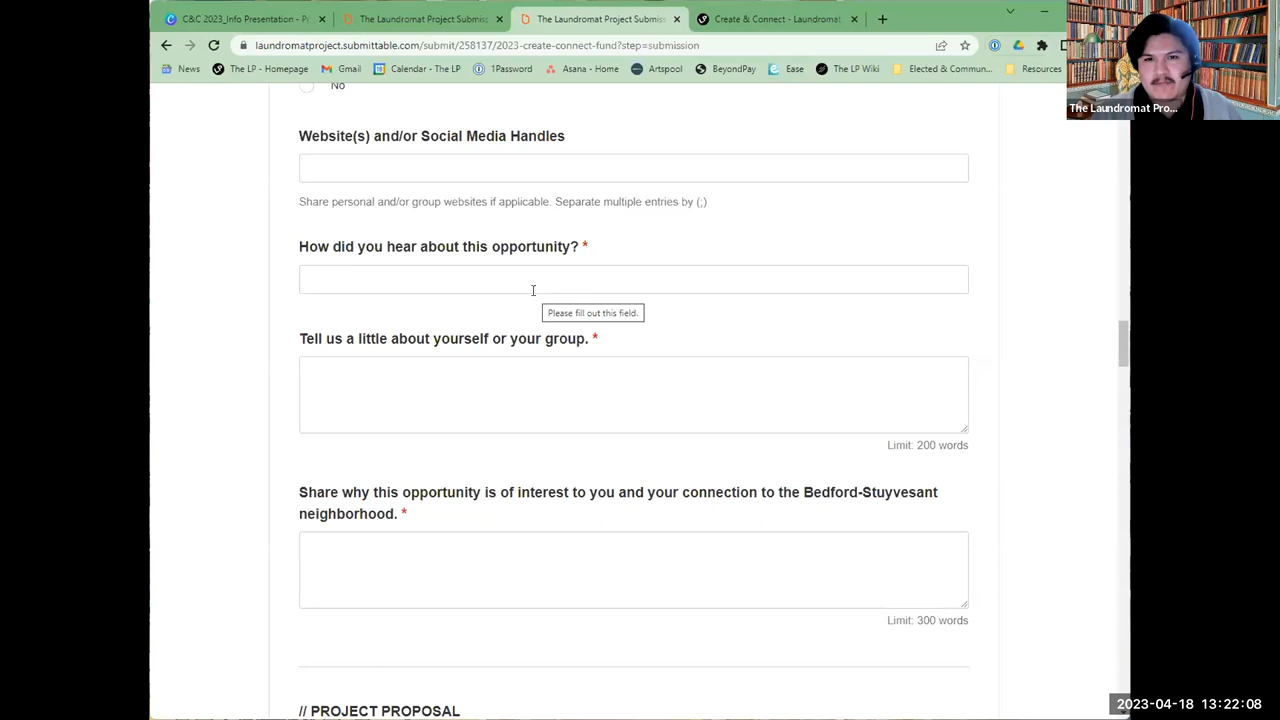 C&C 2023_Info Presentation - P
The Laundromat Project Submiss
The Laundromat Project Submiss
Create & Connect - Laundromat
laundromatproject.submittable.com/submit/258137/2023-create-connect-fund?step=submission
News
The LP - Homepage
Gmail
Calendar - The LP
1Password
Asana - Home
Artspool
BeyondPay
Ease
The LP Wiki
Elected & Commun...
Resources
The Laundromat Pro...
No
Website(s) and/or Social Media Handles
Share personal and/or group websites if applicable. Separate multiple entries by (;)
How did you hear about this opportunity? *
Please fill out this field.
Tell us a little about yourself or your group. *
Limit: 200 words
Share why this opportunity is of interest to you and your connection to the Bedford-Stuyvesant
neighborhood. *
Limit: 300 words
// PROJECT PROPOSAL
2023-04-18 13:22:08